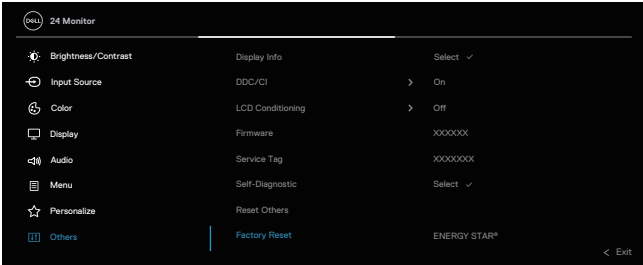 DELL 24 Monitor
Brightness/Contrast Display Info Select
Input Source DDC/CI > On
Color LCD Conditioning > Off
Display Firmware XXXXXX
Audio Service Tag XXXXXXX
Menu Self-Diagnostic Select
Personalize Reset Others
Others Factory Reset ENERGY STAR®
< Exit